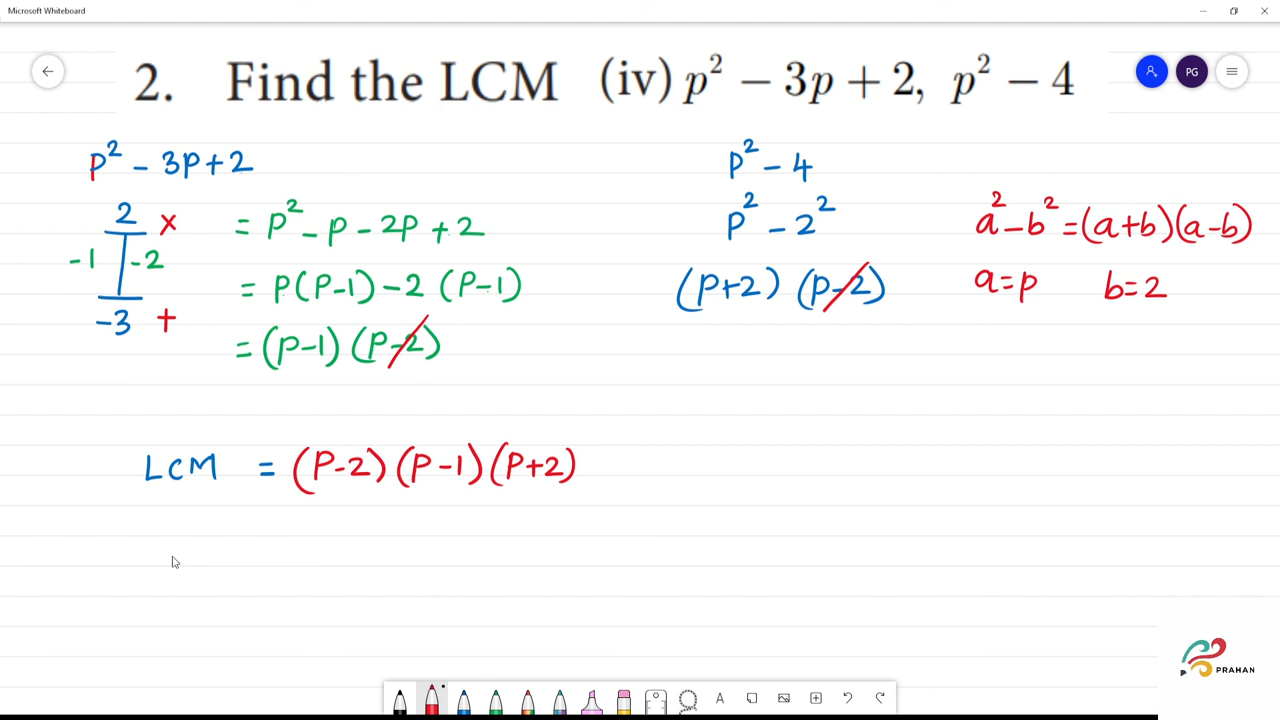 Microsoft Whiteboard
2. Find the LCM (iv) p² − 3p + 2, p² − 4
PG
p² − 3p + 2
2 x
-1 -2
-3 +
= p² − p − 2p + 2
= p(p−1) − 2 (p−1)
= (p−1) (p−2)
p² − 4
p² − 2²
(p+2) (p−2)
a² − b² = (a+b)(a−b)
a=p b=2
LCM = (p−2)(p−1)(p+2)
A
PRAHAN